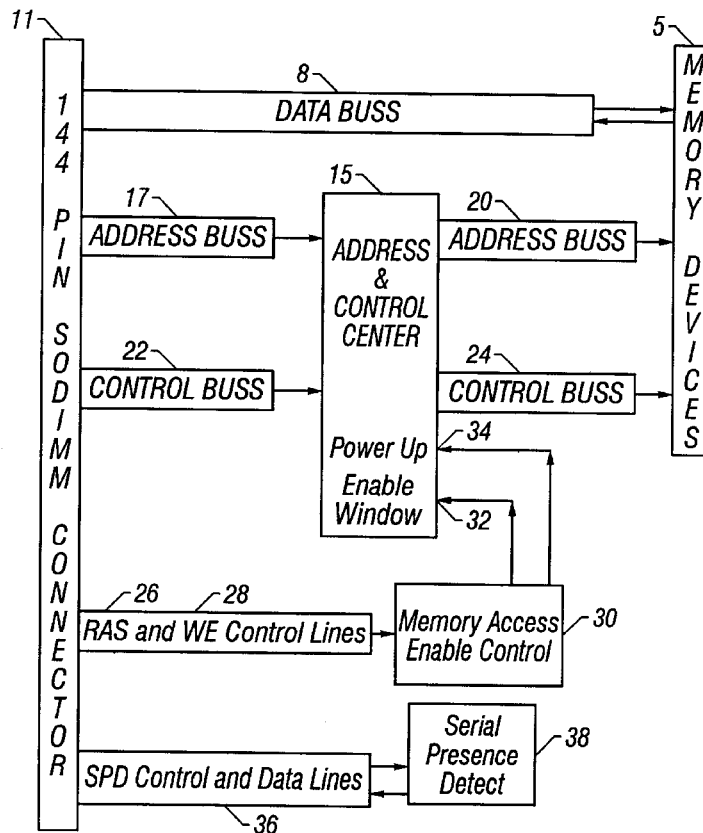 11
5
144 PIN SODIMM CONNECTOR
8
DATA BUSS
MEMORY DEVICES
17
ADDRESS BUSS
15
ADDRESS
&
CONTROL
CENTER
20
ADDRESS BUSS
22
CONTROL BUSS
24
CONTROL BUSS
Power Up
34
Enable
Window
32
26
28
RAS and WE Control Lines
Memory Access
Enable Control
30
SPD Control and Data Lines
36
Serial
Presence
Detect
38